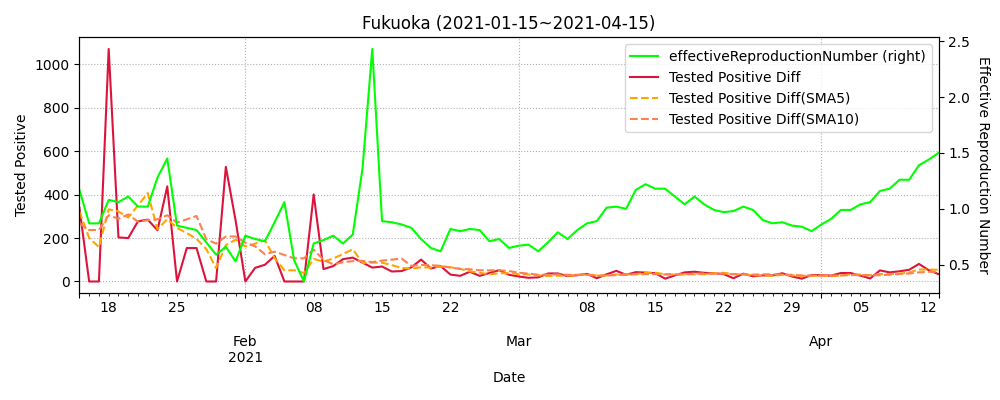 Fukuoka (2021-01-15~2021-04-15)
effectiveReproductionNumber (right)
Tested Positive Diff
Tested Positive Diff(SMA5)
Tested Positive Diff(SMA10)
Tested Positive
1000
800
600
400
200
0
2.5
2.0
1.5
1.0
0.5
Effective Reproduction Number
18 25 08 15 22 08 15 22 29 05 12
Feb Mar Apr
2021
Date